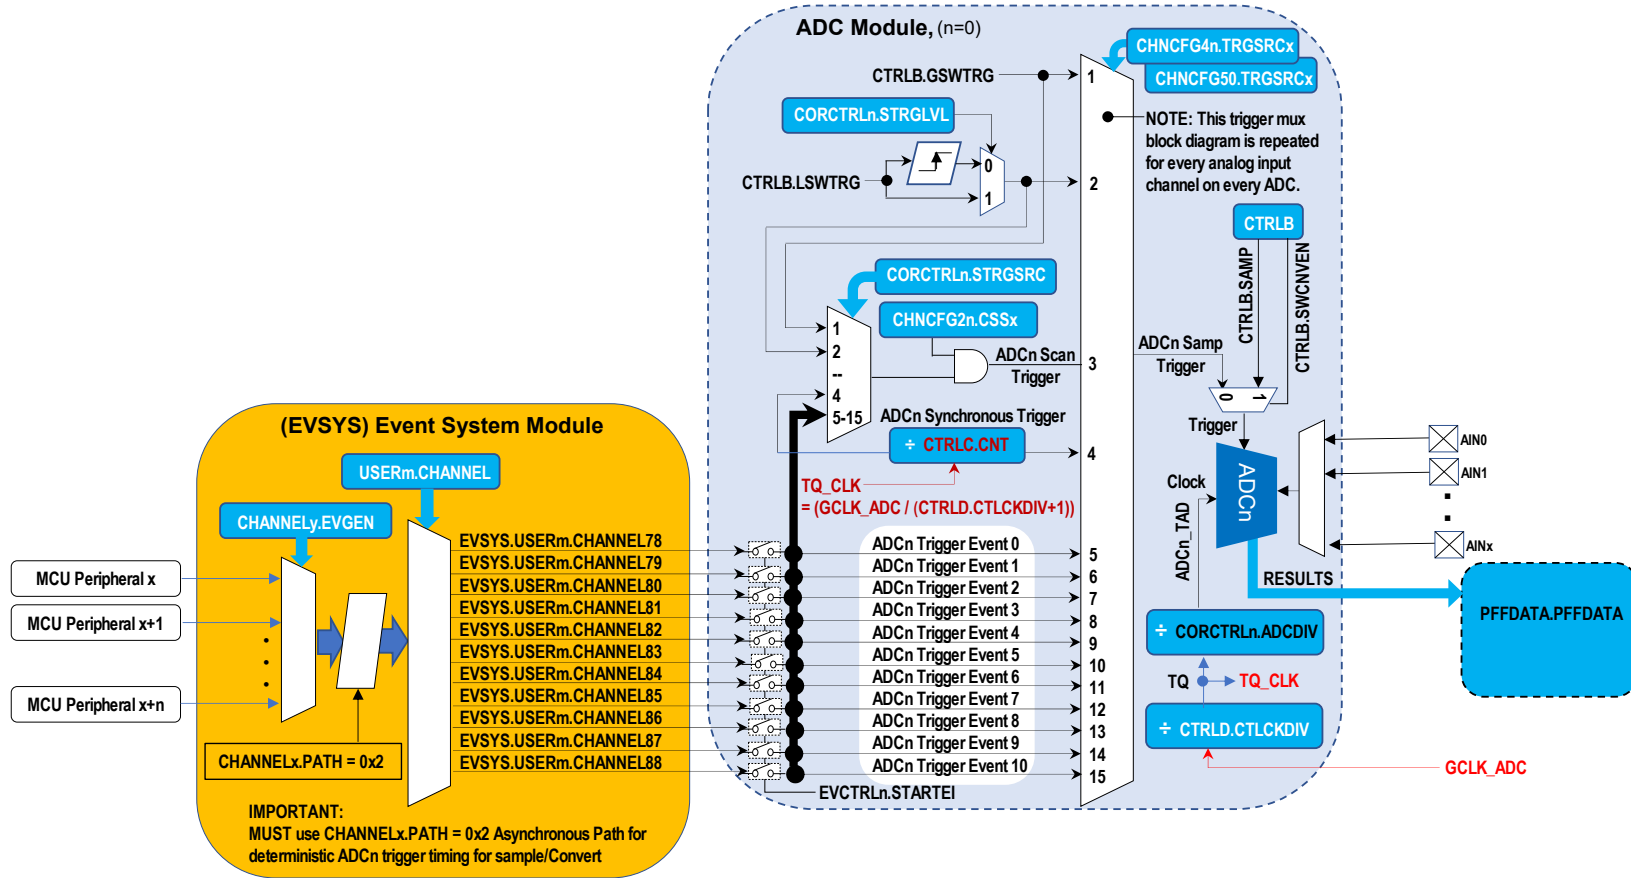 ADC Module, (n=0)
CHNCFG4n.TRGSRCx
CHNCFG50.TRGSRCx
CTRLB.GSWTRG
1
CORCTRLn.STRGLVL
NOTE: This trigger mux
block diagram is repeated
for every analog input
channel on every ADC.
0
1
CTRLB.LSWTRG
2
CTRLB
CTRLB.SAMP
CTRLB.SWCNVEN
CORCTRLn.STRGSRC
CHNCFG2n.CSSx
1
2
--
4
5-15
ADCn Scan
Trigger
3
ADCn Samp
Trigger
0
1
Trigger
ADCn Synchronous Trigger
÷ CTRLC.CNT
4
TQ_CLK
= (GCLK_ADC / (CTRLD.CTLCKDIV+1))
Clock
ADCn
ADCn_TAD
AIN0
AIN1
AINx
RESULTS
PFFDATA.PFFDATA
÷ CORCTRLn.ADCDIV
TQ
TQ_CLK
÷ CTRLD.CTLCKDIV
GCLK_ADC
(EVSYS) Event System Module
USERm.CHANNEL
CHANNELy.EVGEN
MCU Peripheral x
MCU Peripheral x+1
MCU Peripheral x+n
CHANNELx.PATH = 0x2
EVSYS.USERm.CHANNEL78
EVSYS.USERm.CHANNEL79
EVSYS.USERm.CHANNEL80
EVSYS.USERm.CHANNEL81
EVSYS.USERm.CHANNEL82
EVSYS.USERm.CHANNEL83
EVSYS.USERm.CHANNEL84
EVSYS.USERm.CHANNEL85
EVSYS.USERm.CHANNEL86
EVSYS.USERm.CHANNEL87
EVSYS.USERm.CHANNEL88
ADCn Trigger Event 0
ADCn Trigger Event 1
ADCn Trigger Event 2
ADCn Trigger Event 3
ADCn Trigger Event 4
ADCn Trigger Event 5
ADCn Trigger Event 6
ADCn Trigger Event 7
ADCn Trigger Event 8
ADCn Trigger Event 9
ADCn Trigger Event 10
5
6
7
8
9
10
11
12
13
14
15
EVCTRLn.STARTEI
IMPORTANT:
MUST use CHANNELx.PATH = 0x2 Asynchronous Path for
deterministic ADCn trigger timing for sample/Convert